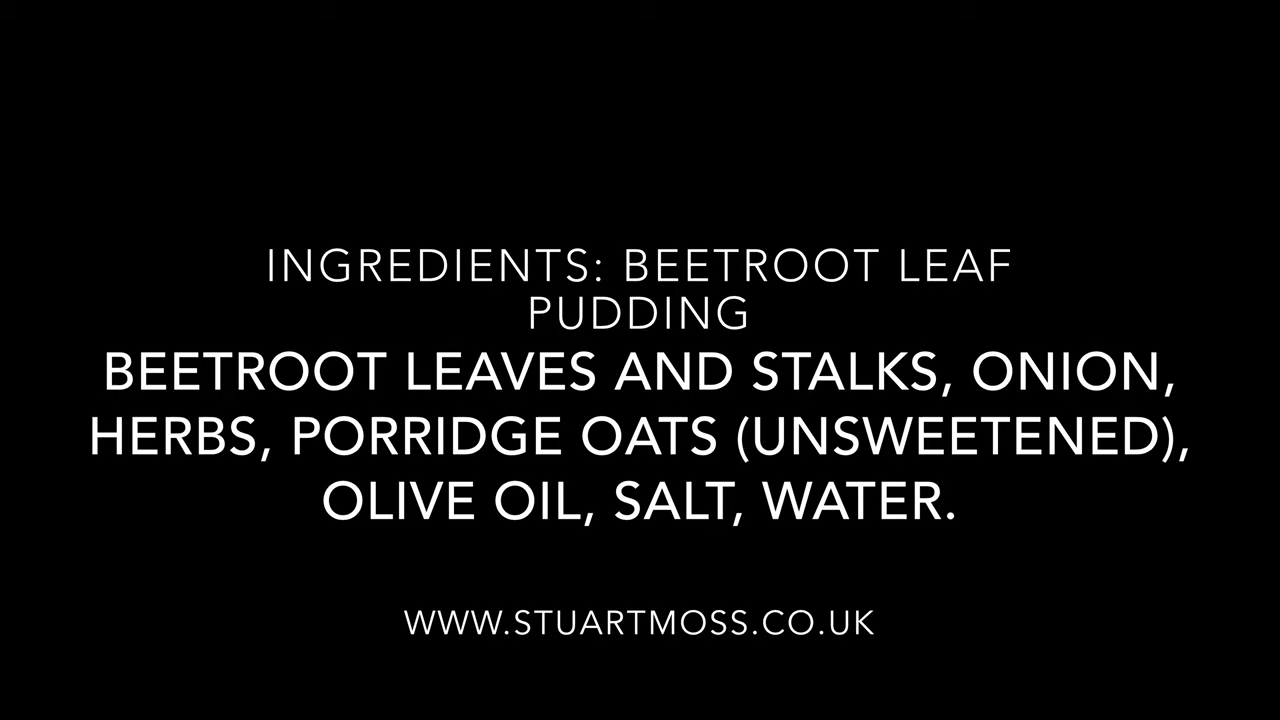 INGREDIENTS: BEETROOT LEAF
PUDDING
BEETROOT LEAVES AND STALKS, ONION,
HERBS, PORRIDGE OATS (UNSWEETENED),
OLIVE OIL, SALT, WATER.
WWW.STUARTMOSS.CO.UK